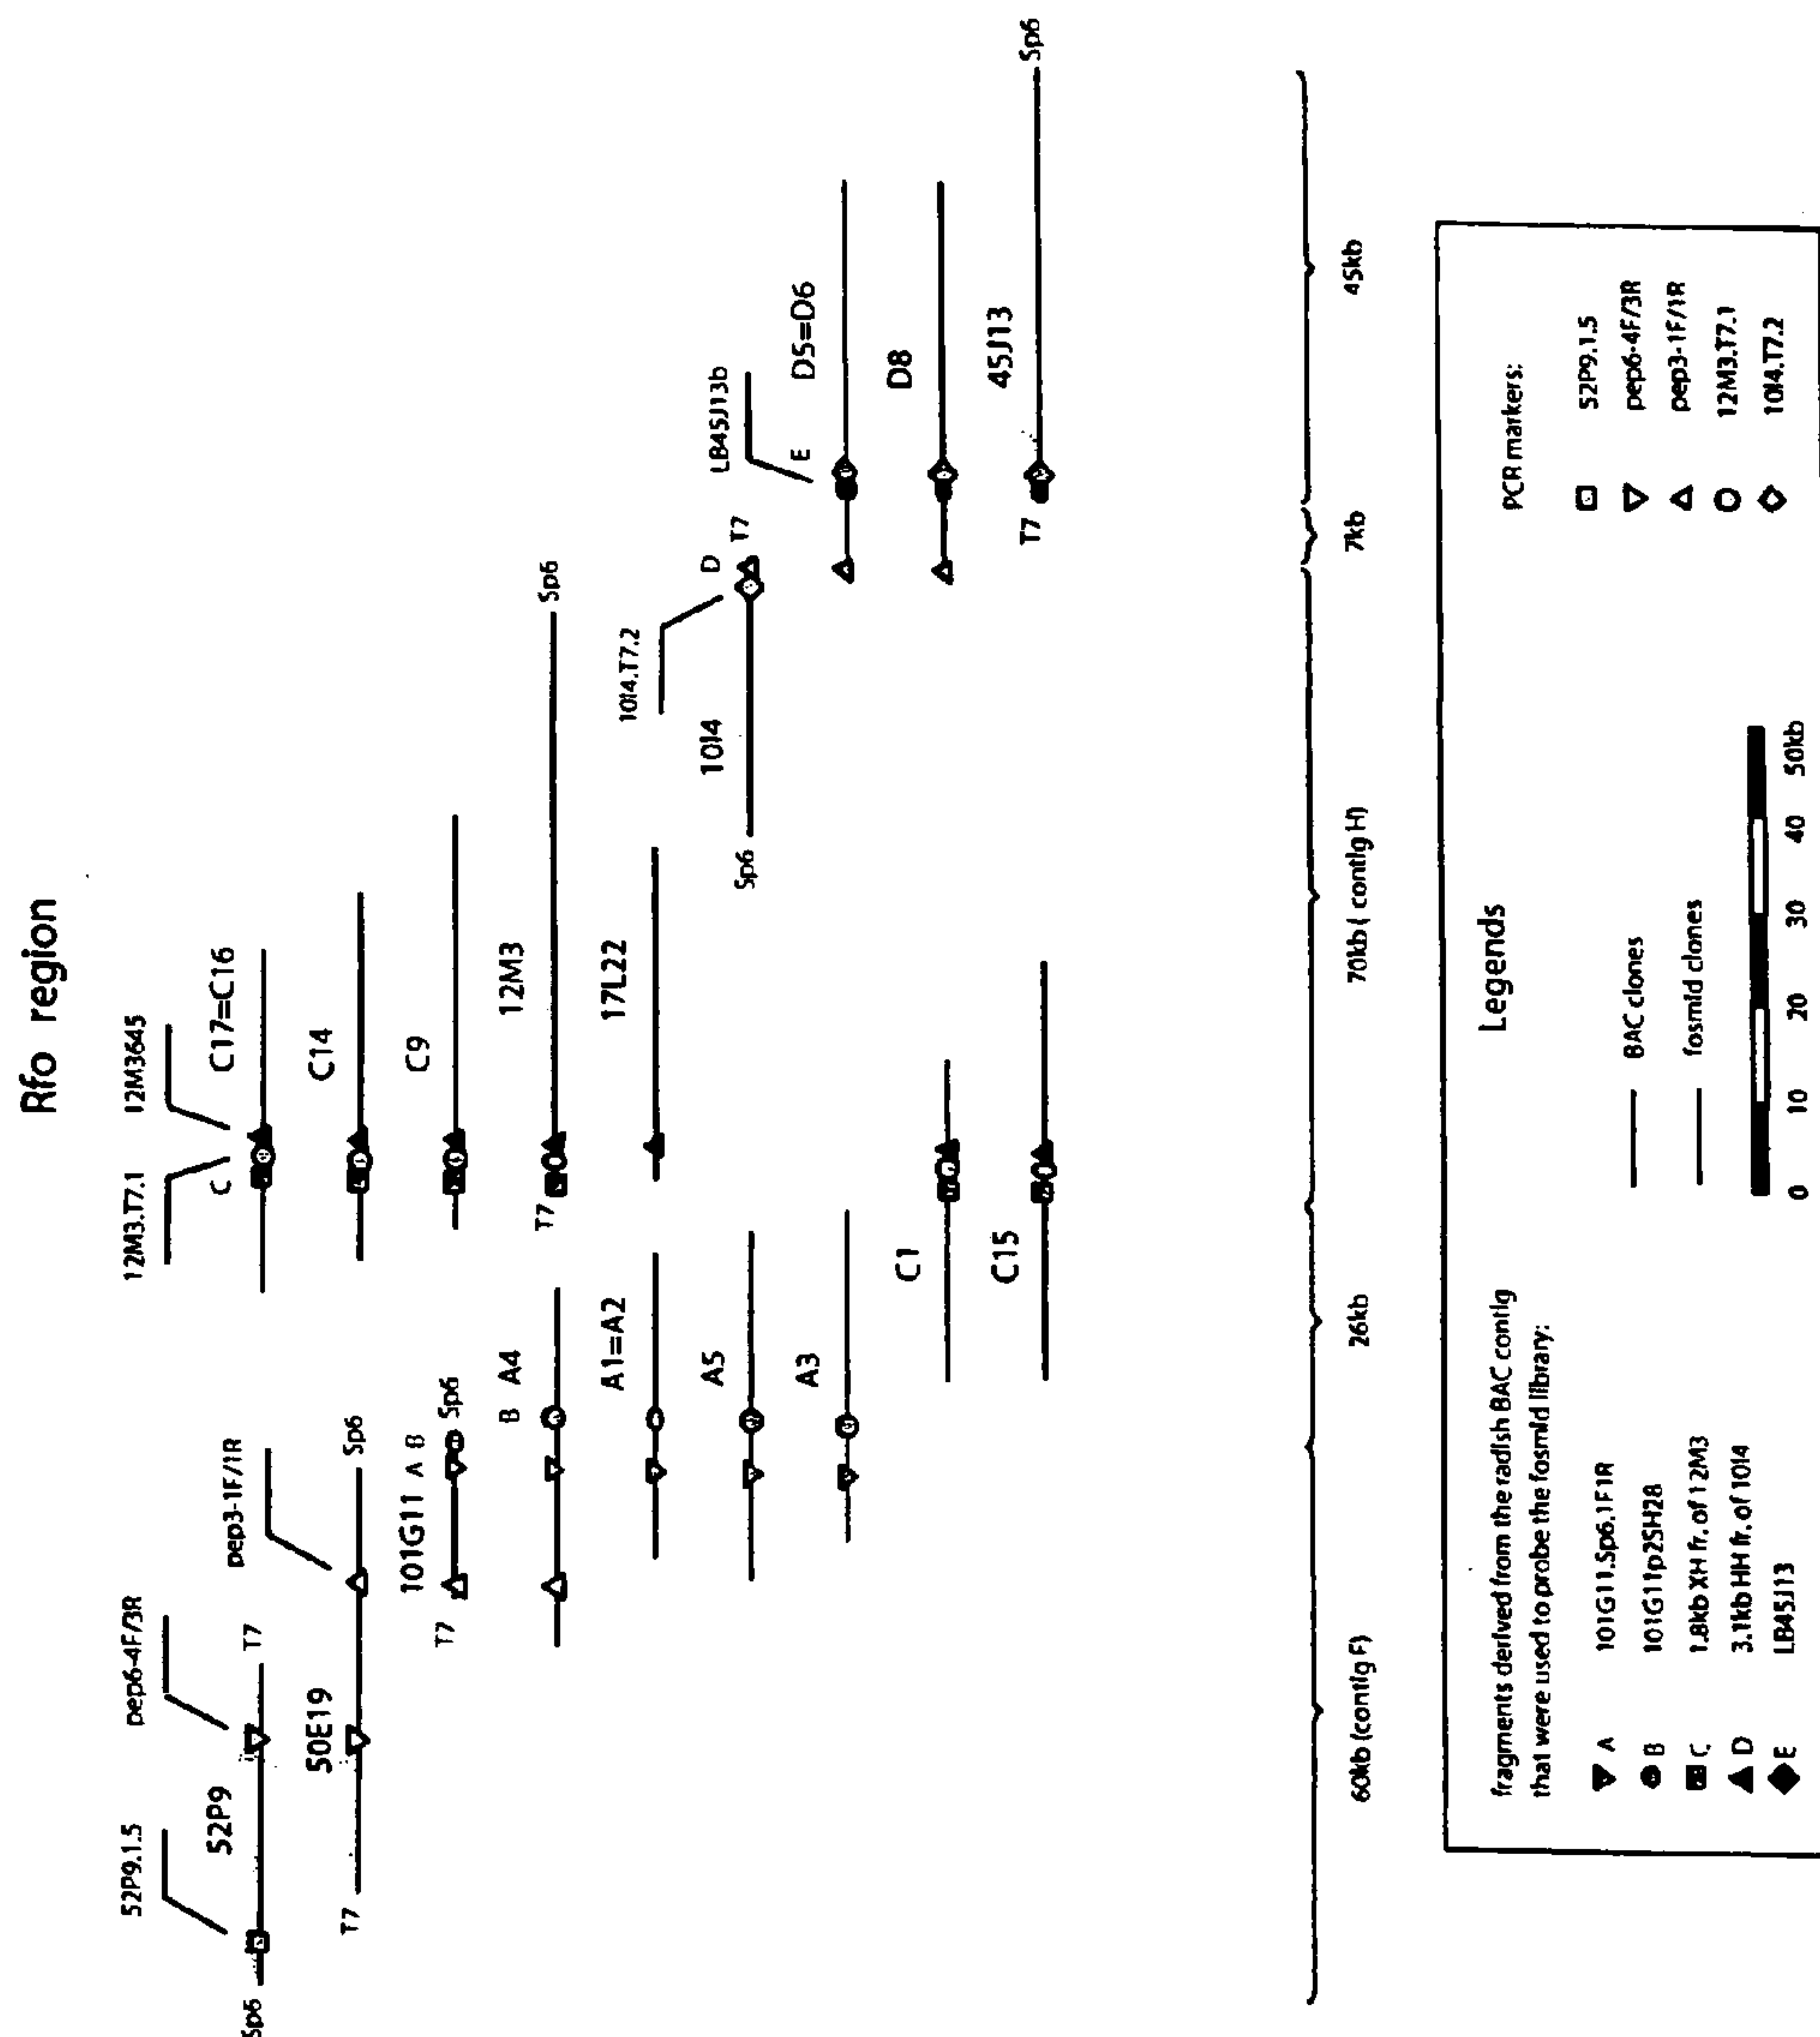 Rfo region
52P9.1.5
pep6-4F/3R
12M3.T7.1
12M3645
52P9
C
C17=C16
Sp6
T7
pep3-1F/1R
50E19
C14
T7
Sp6
101G11 A B
C9
T7
Sp6
B A4
12M3
T7
Sp6
A1=A2
17L22
10I4.T7.2
A5
10I4
D
LB45J13b
Sp6
T7
A3
E
D5=D6
C1
D8
C15
45J13
T7
Sp6
60kb (contig F)
26kb
70kb ( contig H)
7kb
45kb
Legends
fragments derived from the radish BAC contig
that were used to probe the fosmid library:
A 101G11.Sp6.1F1R
B 101G11p25H28
C 1.8kb XH fr. of 12M3
D 3.1kb HH fr. of 10I4
E LB45J13
BAC clones
fosmid clones
0 10 20 30 40 50kb
PCR markers:
52P9.1.5
pep6-4F/3R
pep3-1F/1R
12M3.T7.1
10I4.T7.2